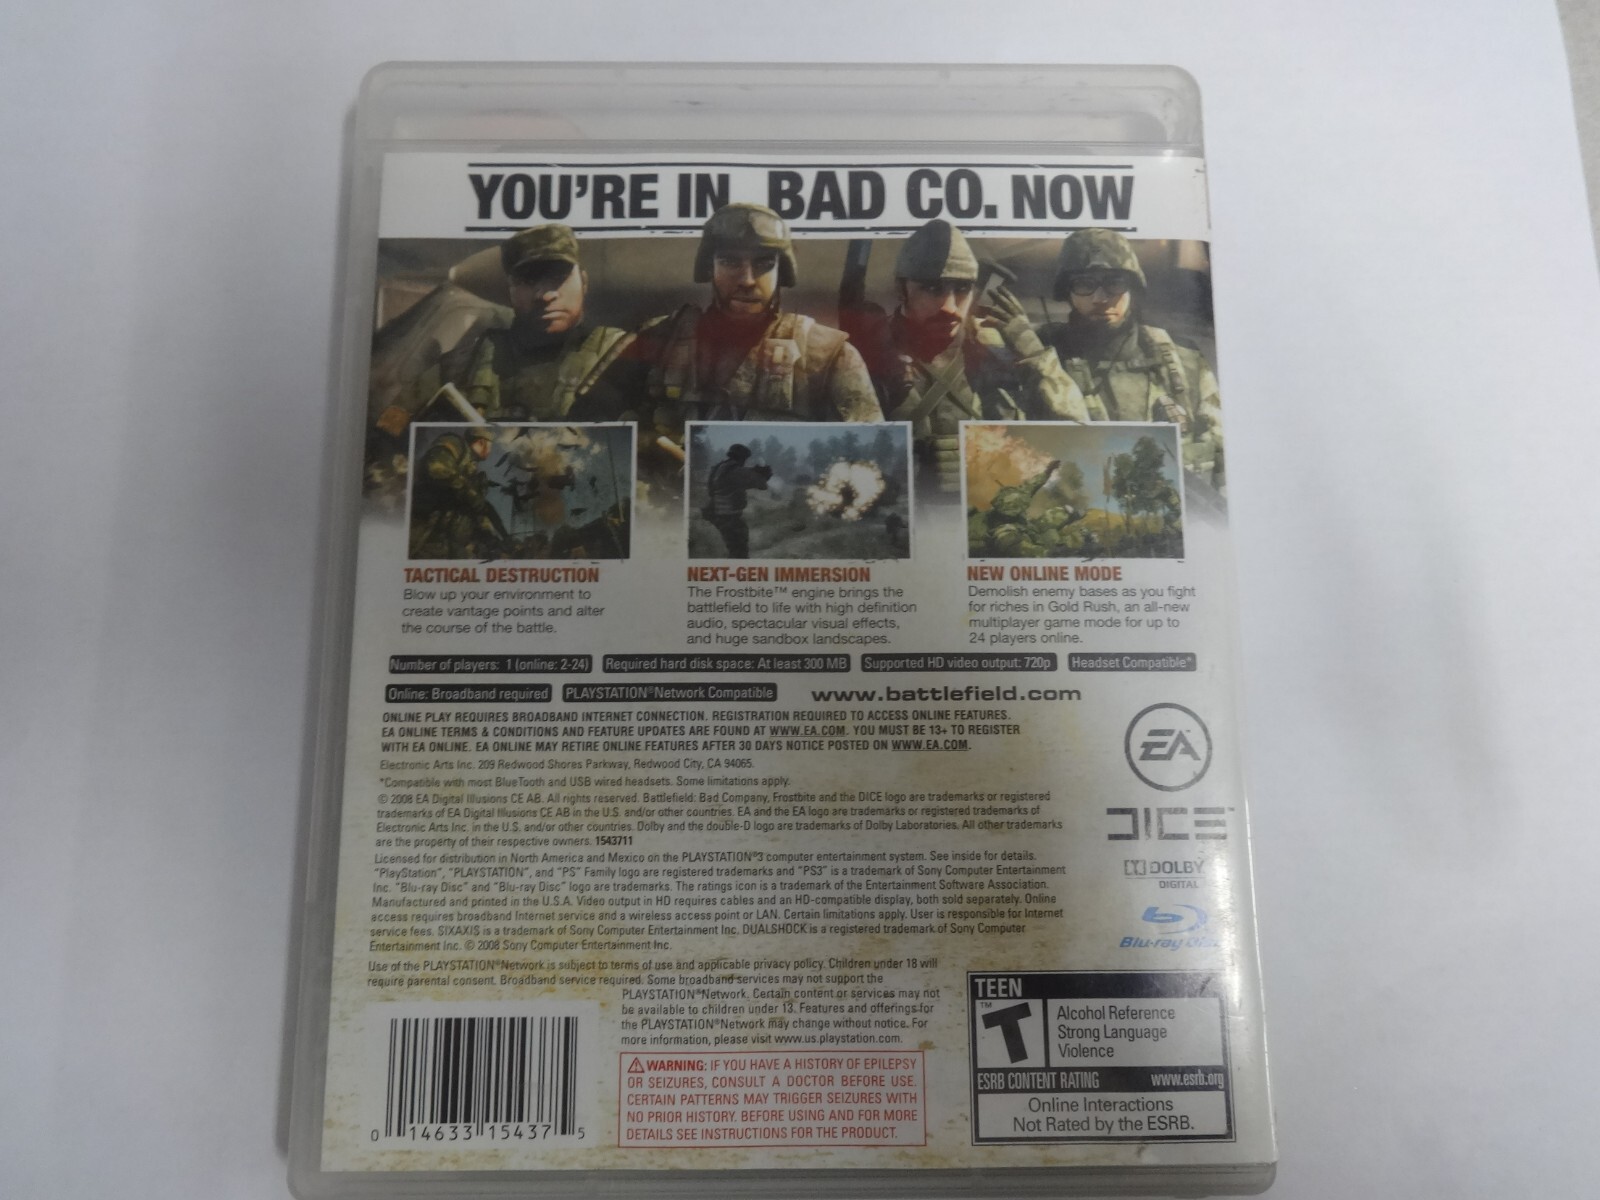 YOU'RE IN BAD CO. NOW
TACTICAL DESTRUCTION
Blow up your environment to
create vantage points and alter
the course of the battle.
NEXT-GEN IMMERSION
The Frostbite™ engine brings the
battlefield to life with high definition
audio, spectacular visual effects,
and huge sandbox landscapes.
NEW ONLINE MODE
Demolish enemy bases as you fight
for riches in Gold Rush, an all-new
multiplayer game mode for up to
24 players online.
Number of players: 1 (online: 2-24) Required hard disk space: At least 300 MB Supported HD video output: 720p Headset Compatible*
Online: Broadband required PLAYSTATION®Network Compatible www.battlefield.com
ONLINE PLAY REQUIRES BROADBAND INTERNET CONNECTION. REGISTRATION REQUIRED TO ACCESS ONLINE FEATURES.
EA ONLINE TERMS & CONDITIONS AND FEATURE UPDATES ARE FOUND AT WWW.EA.COM. YOU MUST BE 13+ TO REGISTER
WITH EA ONLINE. EA ONLINE MAY RETIRE ONLINE FEATURES AFTER 30 DAYS NOTICE POSTED ON WWW.EA.COM.
Electronic Arts Inc. 209 Redwood Shores Parkway, Redwood City, CA 94065.
*Compatible with most BlueTooth and USB wired headsets. Some limitations apply.
© 2008 EA Digital Illusions CE AB. All rights reserved. Battlefield: Bad Company, Frostbite and the DICE logo are trademarks or registered
trademarks of EA Digital Illusions CE AB in the U.S. and/or other countries. EA and the EA logo are trademarks or registered trademarks of
Electronic Arts Inc. in the U.S. and/or other countries. Dolby and the double-D logo are trademarks of Dolby Laboratories. All other trademarks
are the property of their respective owners. 1543711
Licensed for distribution in North America and Mexico on the PLAYSTATION®3 computer entertainment system. See inside for details.
"PlayStation", "PLAYSTATION", and "PS" Family logo are registered trademarks and "PS3" is a trademark of Sony Computer Entertainment
Inc. "Blu-ray Disc" and "Blu-ray Disc" logo are trademarks. The ratings icon is a trademark of the Entertainment Software Association.
Manufactured and printed in the U.S.A. Video output in HD requires cables and an HD-compatible display, both sold separately. Online
access requires broadband Internet service and a wireless access point or LAN. Certain limitations apply. User is responsible for Internet
service fees. SIXAXIS is a trademark of Sony Computer Entertainment Inc. DUALSHOCK is a registered trademark of Sony Computer
Entertainment Inc. © 2008 Sony Computer Entertainment Inc.
Use of the PLAYSTATION®Network is subject to terms of use and applicable privacy policy. Children under 18 will
require parental consent. Broadband service required. Some broadband services may not support the
PLAYSTATION®Network. Certain content or services may not
be available to children under 13. Features and offerings for
the PLAYSTATION®Network may change without notice. For
more information, please visit www.us.playstation.com.
WARNING: IF YOU HAVE A HISTORY OF EPILEPSY
OR SEIZURES, CONSULT A DOCTOR BEFORE USE.
CERTAIN PATTERNS MAY TRIGGER SEIZURES WITH
NO PRIOR HISTORY. BEFORE USING AND FOR MORE
DETAILS SEE INSTRUCTIONS FOR THE PRODUCT.
0 14633 15437 5
EA
DICE™
DOLBY
DIGITAL
Blu-ray Disc
TEEN
T™
Alcohol Reference
Strong Language
Violence
ESRB CONTENT RATING www.esrb.org
Online Interactions
Not Rated by the ESRB.